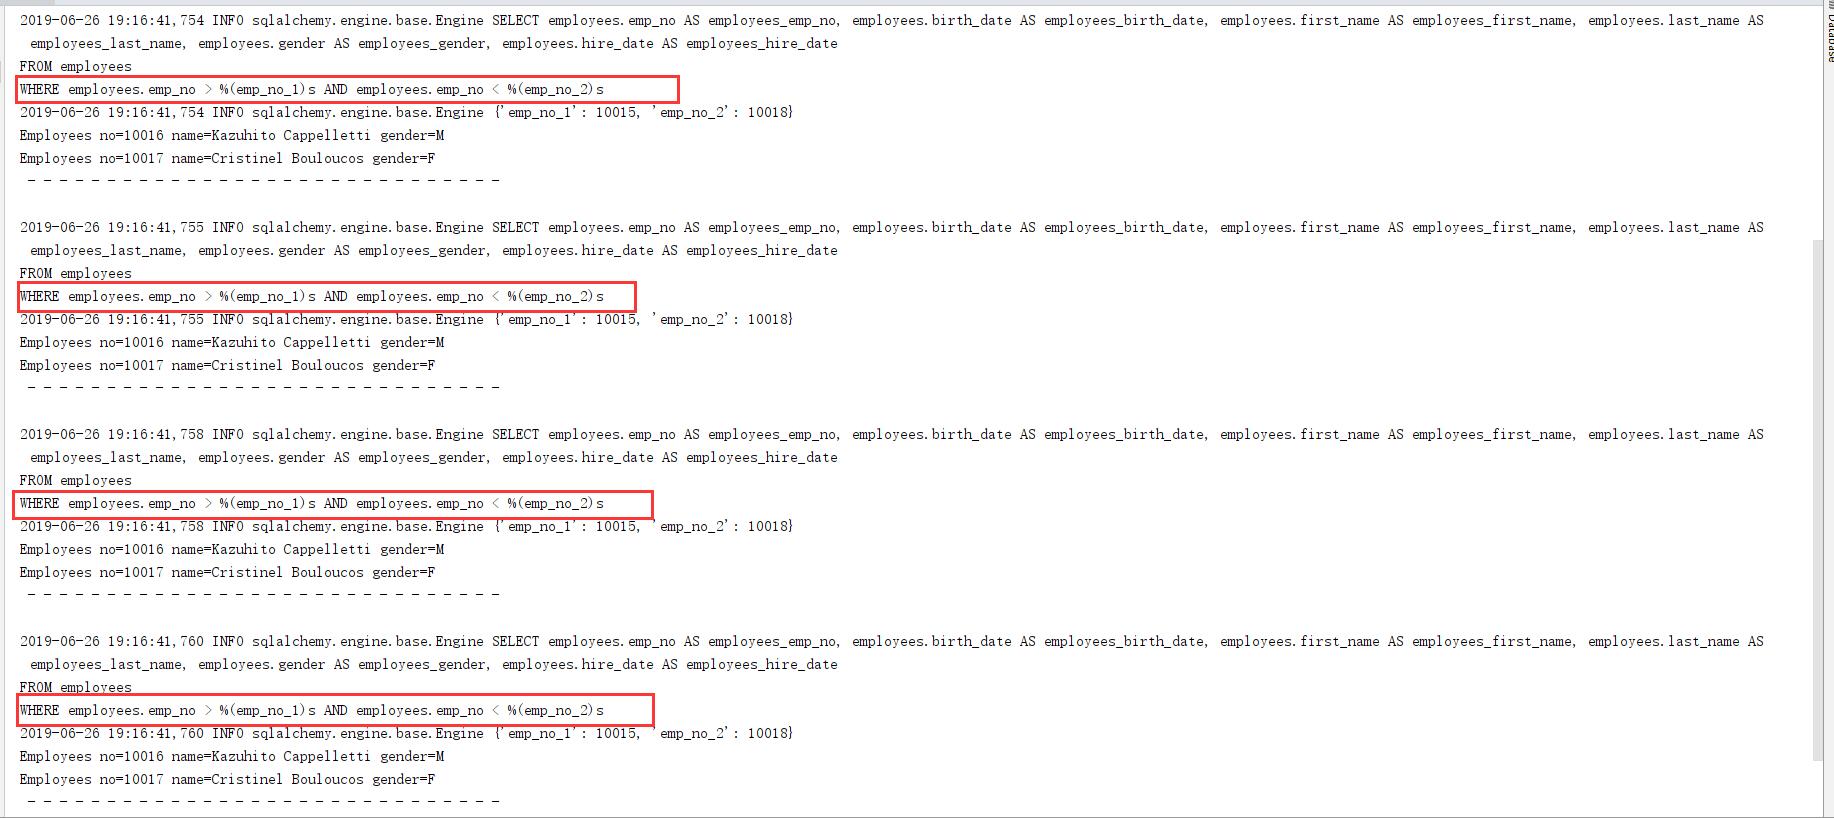 2019-06-26 19:16:41,754 INFO sqlalchemy.engine.base.Engine SELECT employees.emp_no AS employees_emp_no, employees.birth_date AS employees_birth_date, employees.first_name AS employees_first_name, employees.last_name AS
employees_last_name, employees.gender AS employees_gender, employees.hire_date AS employees_hire_date
FROM employees
WHERE employees.emp_no > %(emp_no_1)s AND employees.emp_no < %(emp_no_2)s
2019-06-26 19:16:41,754 INFO sqlalchemy.engine.base.Engine {'emp_no_1': 10015, 'emp_no_2': 10018}
Employees no=10016 name=Kazuhito Cappelletti gender=M
Employees no=10017 name=Cristinel Bouloucos gender=F
- - - - - - - - - - - - - - - - - - - - - - - - - - - - - -
2019-06-26 19:16:41,755 INFO sqlalchemy.engine.base.Engine SELECT employees.emp_no AS employees_emp_no, employees.birth_date AS employees_birth_date, employees.first_name AS employees_first_name, employees.last_name AS
employees_last_name, employees.gender AS employees_gender, employees.hire_date AS employees_hire_date
FROM employees
WHERE employees.emp_no > %(emp_no_1)s AND employees.emp_no < %(emp_no_2)s
2019-06-26 19:16:41,755 INFO sqlalchemy.engine.base.Engine {'emp_no_1': 10015, 'emp_no_2': 10018}
Employees no=10016 name=Kazuhito Cappelletti gender=M
Employees no=10017 name=Cristinel Bouloucos gender=F
- - - - - - - - - - - - - - - - - - - - - - - - - - - - - -
2019-06-26 19:16:41,758 INFO sqlalchemy.engine.base.Engine SELECT employees.emp_no AS employees_emp_no, employees.birth_date AS employees_birth_date, employees.first_name AS employees_first_name, employees.last_name AS
employees_last_name, employees.gender AS employees_gender, employees.hire_date AS employees_hire_date
FROM employees
WHERE employees.emp_no > %(emp_no_1)s AND employees.emp_no < %(emp_no_2)s
2019-06-26 19:16:41,758 INFO sqlalchemy.engine.base.Engine {'emp_no_1': 10015, 'emp_no_2': 10018}
Employees no=10016 name=Kazuhito Cappelletti gender=M
Employees no=10017 name=Cristinel Bouloucos gender=F
- - - - - - - - - - - - - - - - - - - - - - - - - - - - - -
2019-06-26 19:16:41,760 INFO sqlalchemy.engine.base.Engine SELECT employees.emp_no AS employees_emp_no, employees.birth_date AS employees_birth_date, employees.first_name AS employees_first_name, employees.last_name AS
employees_last_name, employees.gender AS employees_gender, employees.hire_date AS employees_hire_date
FROM employees
WHERE employees.emp_no > %(emp_no_1)s AND employees.emp_no < %(emp_no_2)s
2019-06-26 19:16:41,760 INFO sqlalchemy.engine.base.Engine {'emp_no_1': 10015, 'emp_no_2': 10018}
Employees no=10016 name=Kazuhito Cappelletti gender=M
Employees no=10017 name=Cristinel Bouloucos gender=F
- - - - - - - - - - - - - - - - - - - - - - - - - - - - - -
Database